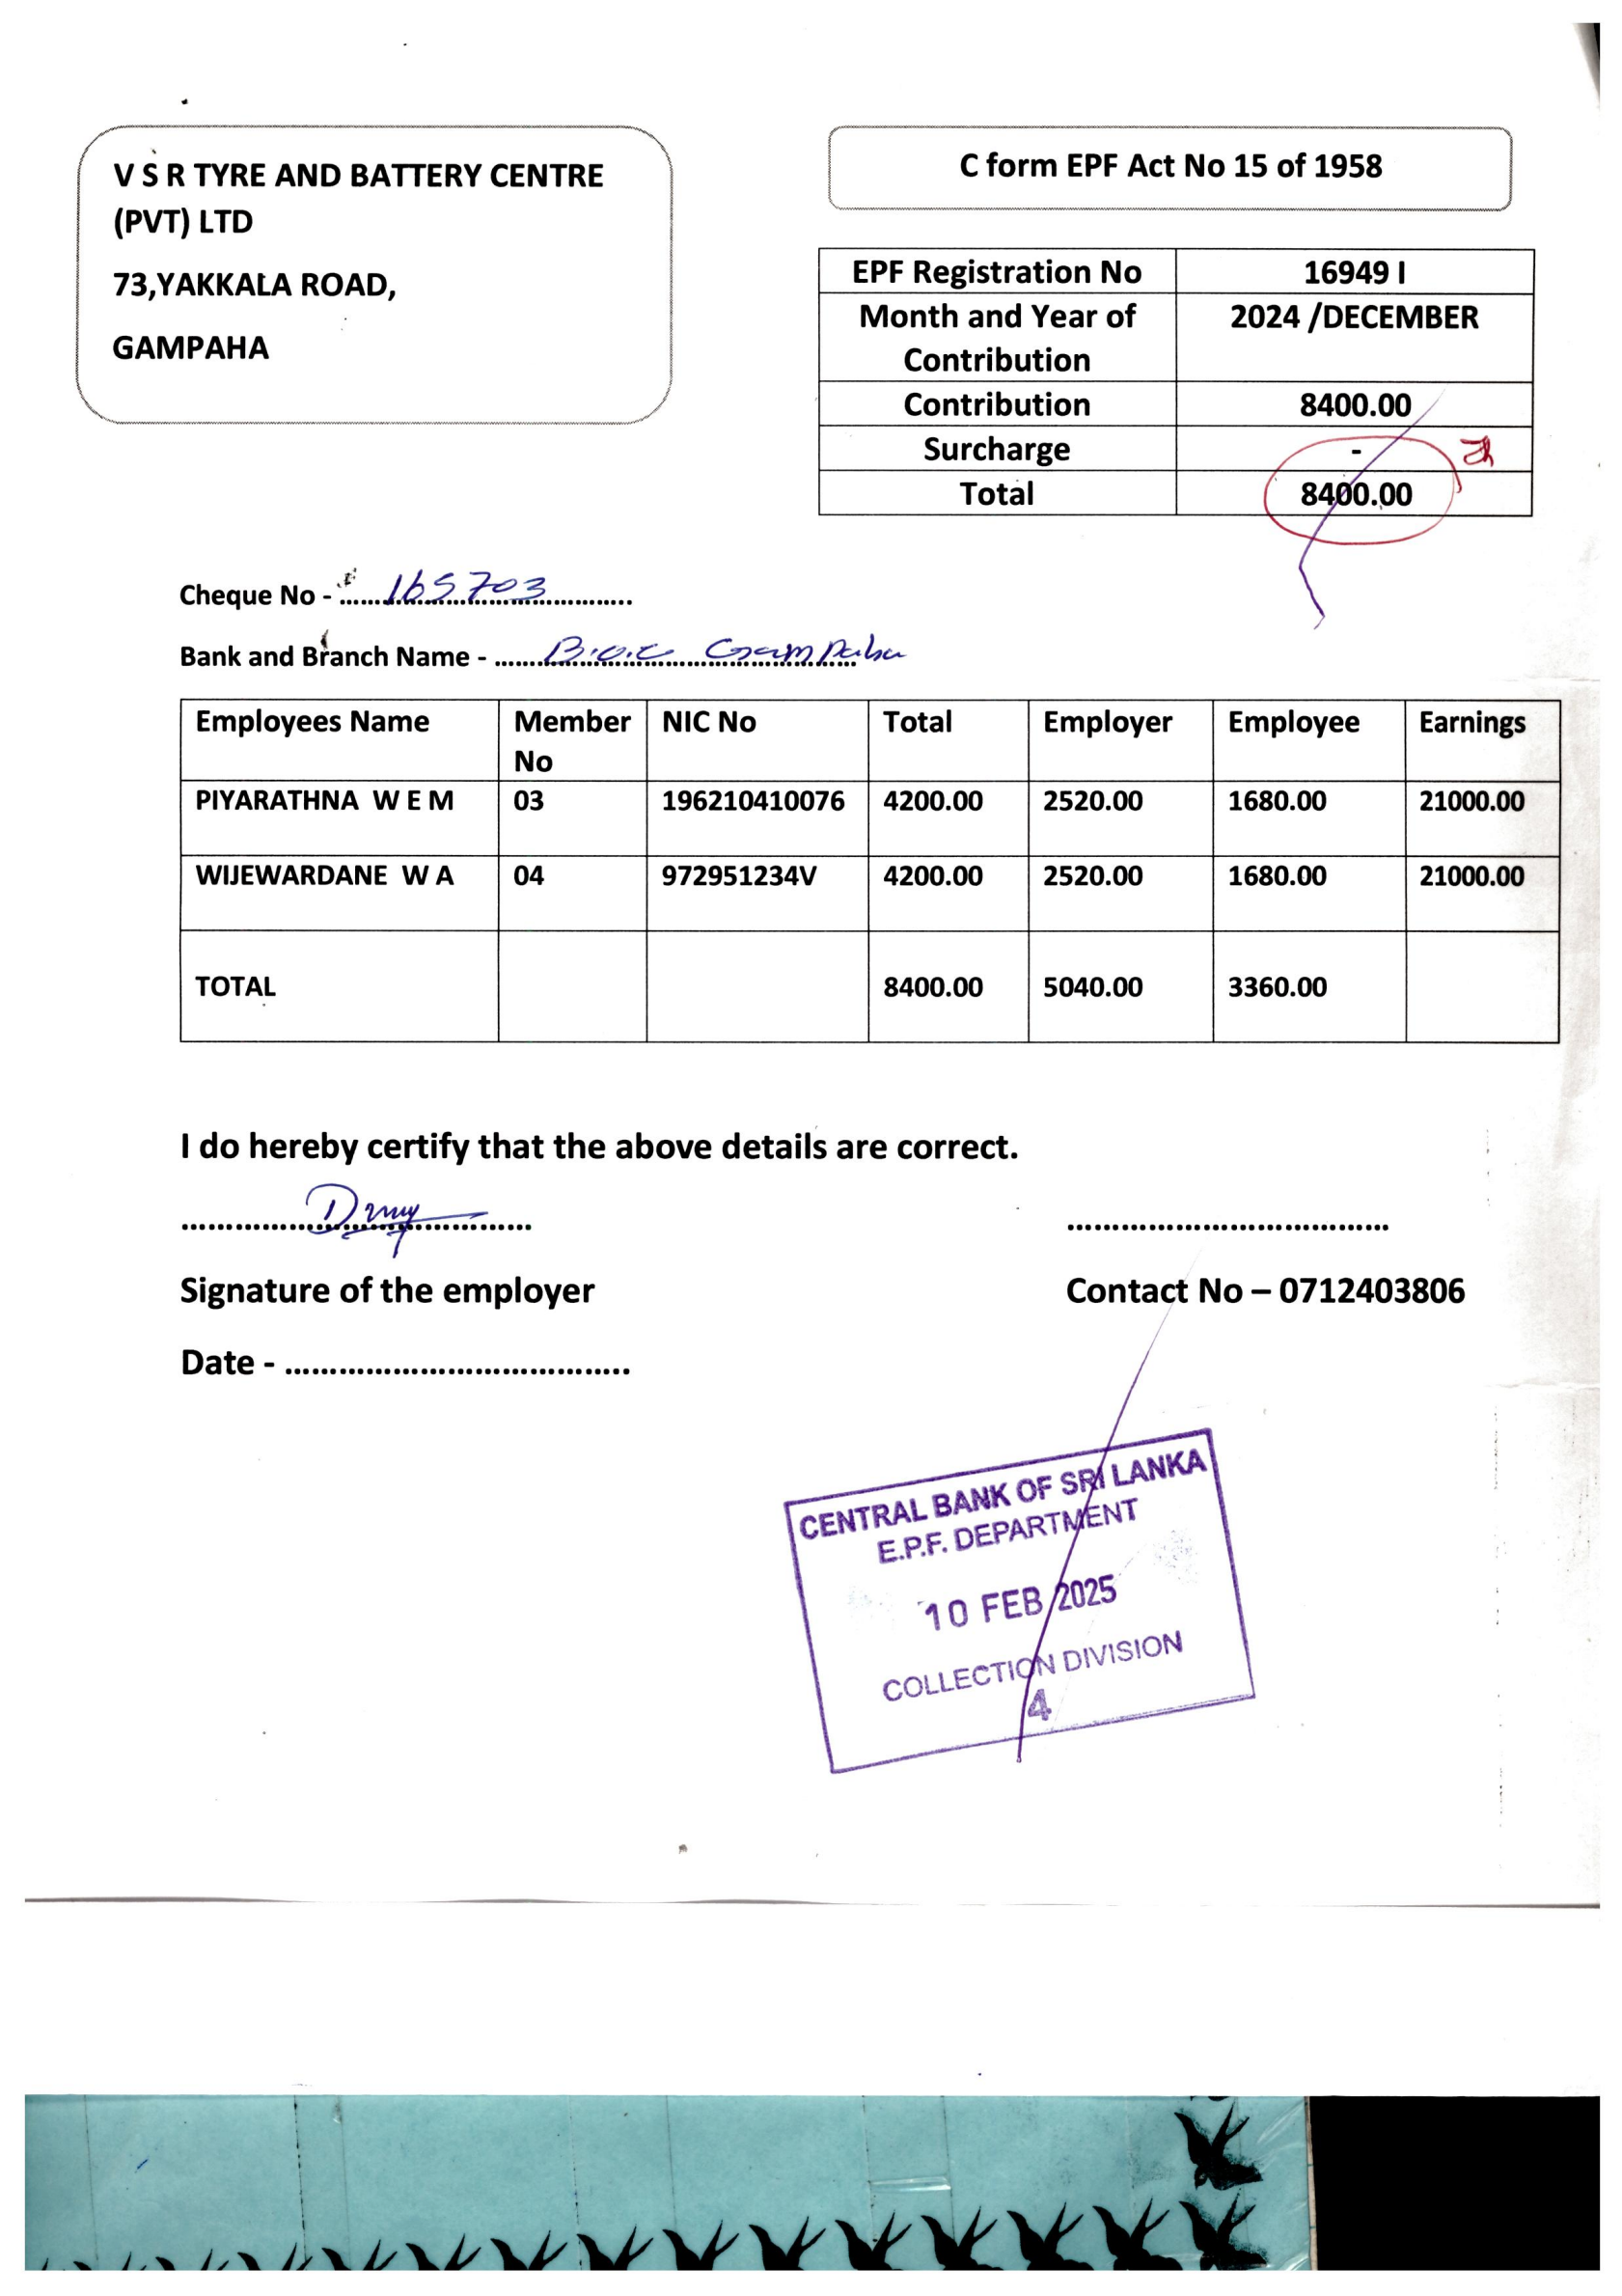 V S R TYRE AND BATTERY CENTRE
(PVT) LTD
73,YAKKALA ROAD,
GAMPAHA
C form EPF Act No 15 of 1958
EPF Registration No 16949 I
Month and Year of Contribution 2024 /DECEMBER
Contribution 8400.00
Surcharge -
Total 8400.00
Cheque No - 165703
Bank and Branch Name - B.O.C Gampaha
Employees Name Member No NIC No Total Employer Employee Earnings
PIYARATHNA W E M 03 196210410076 4200.00 2520.00 1680.00 21000.00
WIJEWARDANE W A 04 972951234V 4200.00 2520.00 1680.00 21000.00
TOTAL 8400.00 5040.00 3360.00
I do hereby certify that the above details are correct.
Signature of the employer Contact No – 0712403806
Date - ........................................
CENTRAL BANK OF SRI LANKA
E.P.F. DEPARTMENT
10 FEB 2025
COLLECTION DIVISION
4